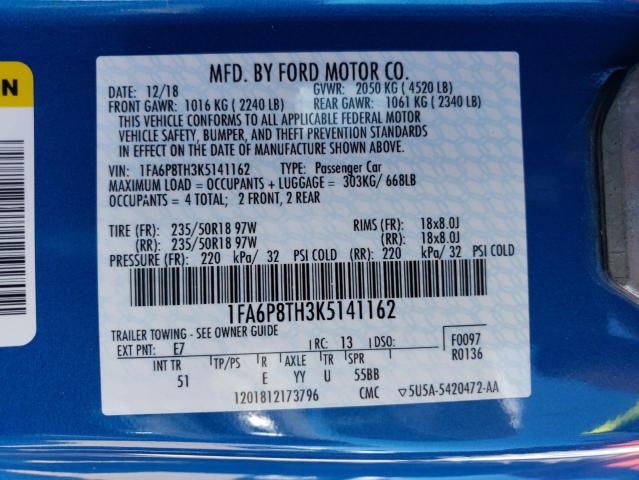 N
MFD. BY FORD MOTOR CO.
DATE: 12/18 GVWR: 2050 KG ( 4520 LB)
FRONT GAWR: 1016 KG ( 2240 LB) REAR GAWR: 1061 KG ( 2340 LB)
THIS VEHICLE CONFORMS TO ALL APPLICABLE FEDERAL MOTOR
VEHICLE SAFETY, BUMPER, AND THEFT PREVENTION STANDARDS
IN EFFECT ON THE DATE OF MANUFACTURE SHOWN ABOVE.
VIN: 1FA6P8TH3K5141162 TYPE: Passenger Car
MAXIMUM LOAD = OCCUPANTS + LUGGAGE = 303KG/ 668LB
OCCUPANTS = 4 TOTAL; 2 FRONT, 2 REAR
TIRE (FR): 235/50R18 97W RIMS (FR): 18x8.0J
(RR): 235/50R18 97W (RR): 18x8.0J
PRESSURE (FR): 220 kPa/ 32 PSI COLD (RR): 220 kPa/ 32 PSI COLD
1FA6P8TH3K5141162
TRAILER TOWING - SEE OWNER GUIDE
EXT PNT: E7 RC: 13 DSO: F0097
R0136
INT TR TP/PS R AXLE TR SPR
51 E YY U 55BB
1201812173796 CMC ▽5U5A-5420472-AA